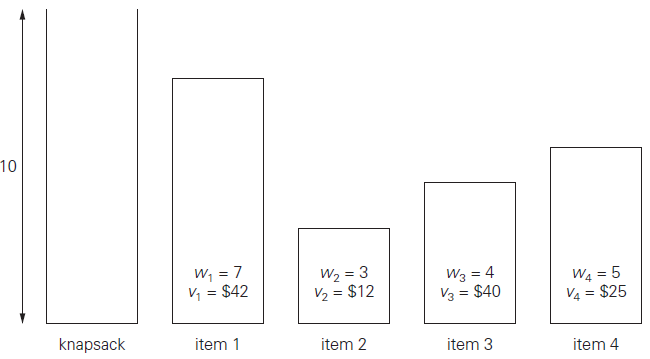 10
w₁ = 7
v₁ = $42
w₂ = 3
v₂ = $12
w₃ = 4
v₃ = $40
w₄ = 5
v₄ = $25
knapsack
item 1
item 2
item 3
item 4